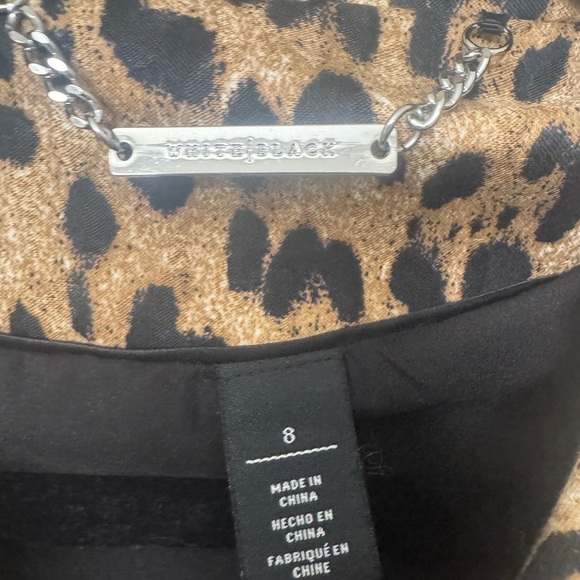 WHITE|BLACK
8
MADE IN
CHINA
HECHO EN
CHINA
FABRIQUÉ EN
CHINE